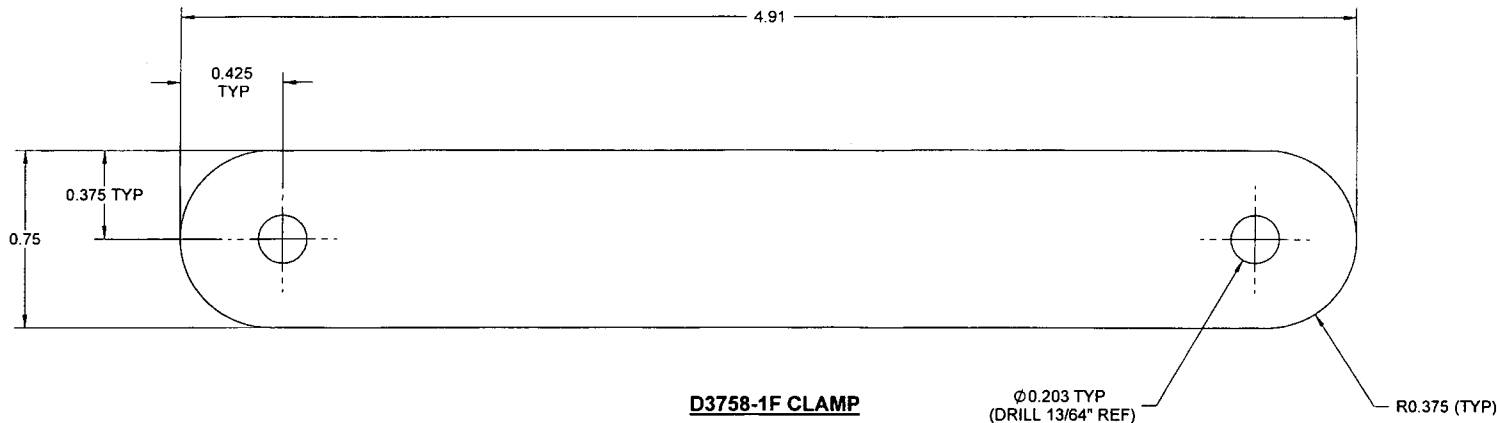 4.91
0.425
TYP
0.375 TYP
0.75
D3758-1F CLAMP
Ø0.203 TYP
(DRILL 13/64" REF)
R0.375 (TYP)